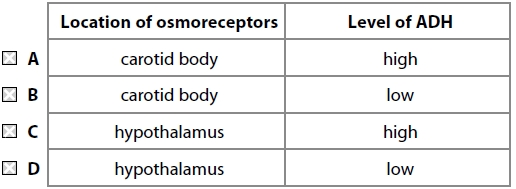 Location of osmoreceptors Level of ADH
A carotid body high
B carotid body low
C hypothalamus high
D hypothalamus low